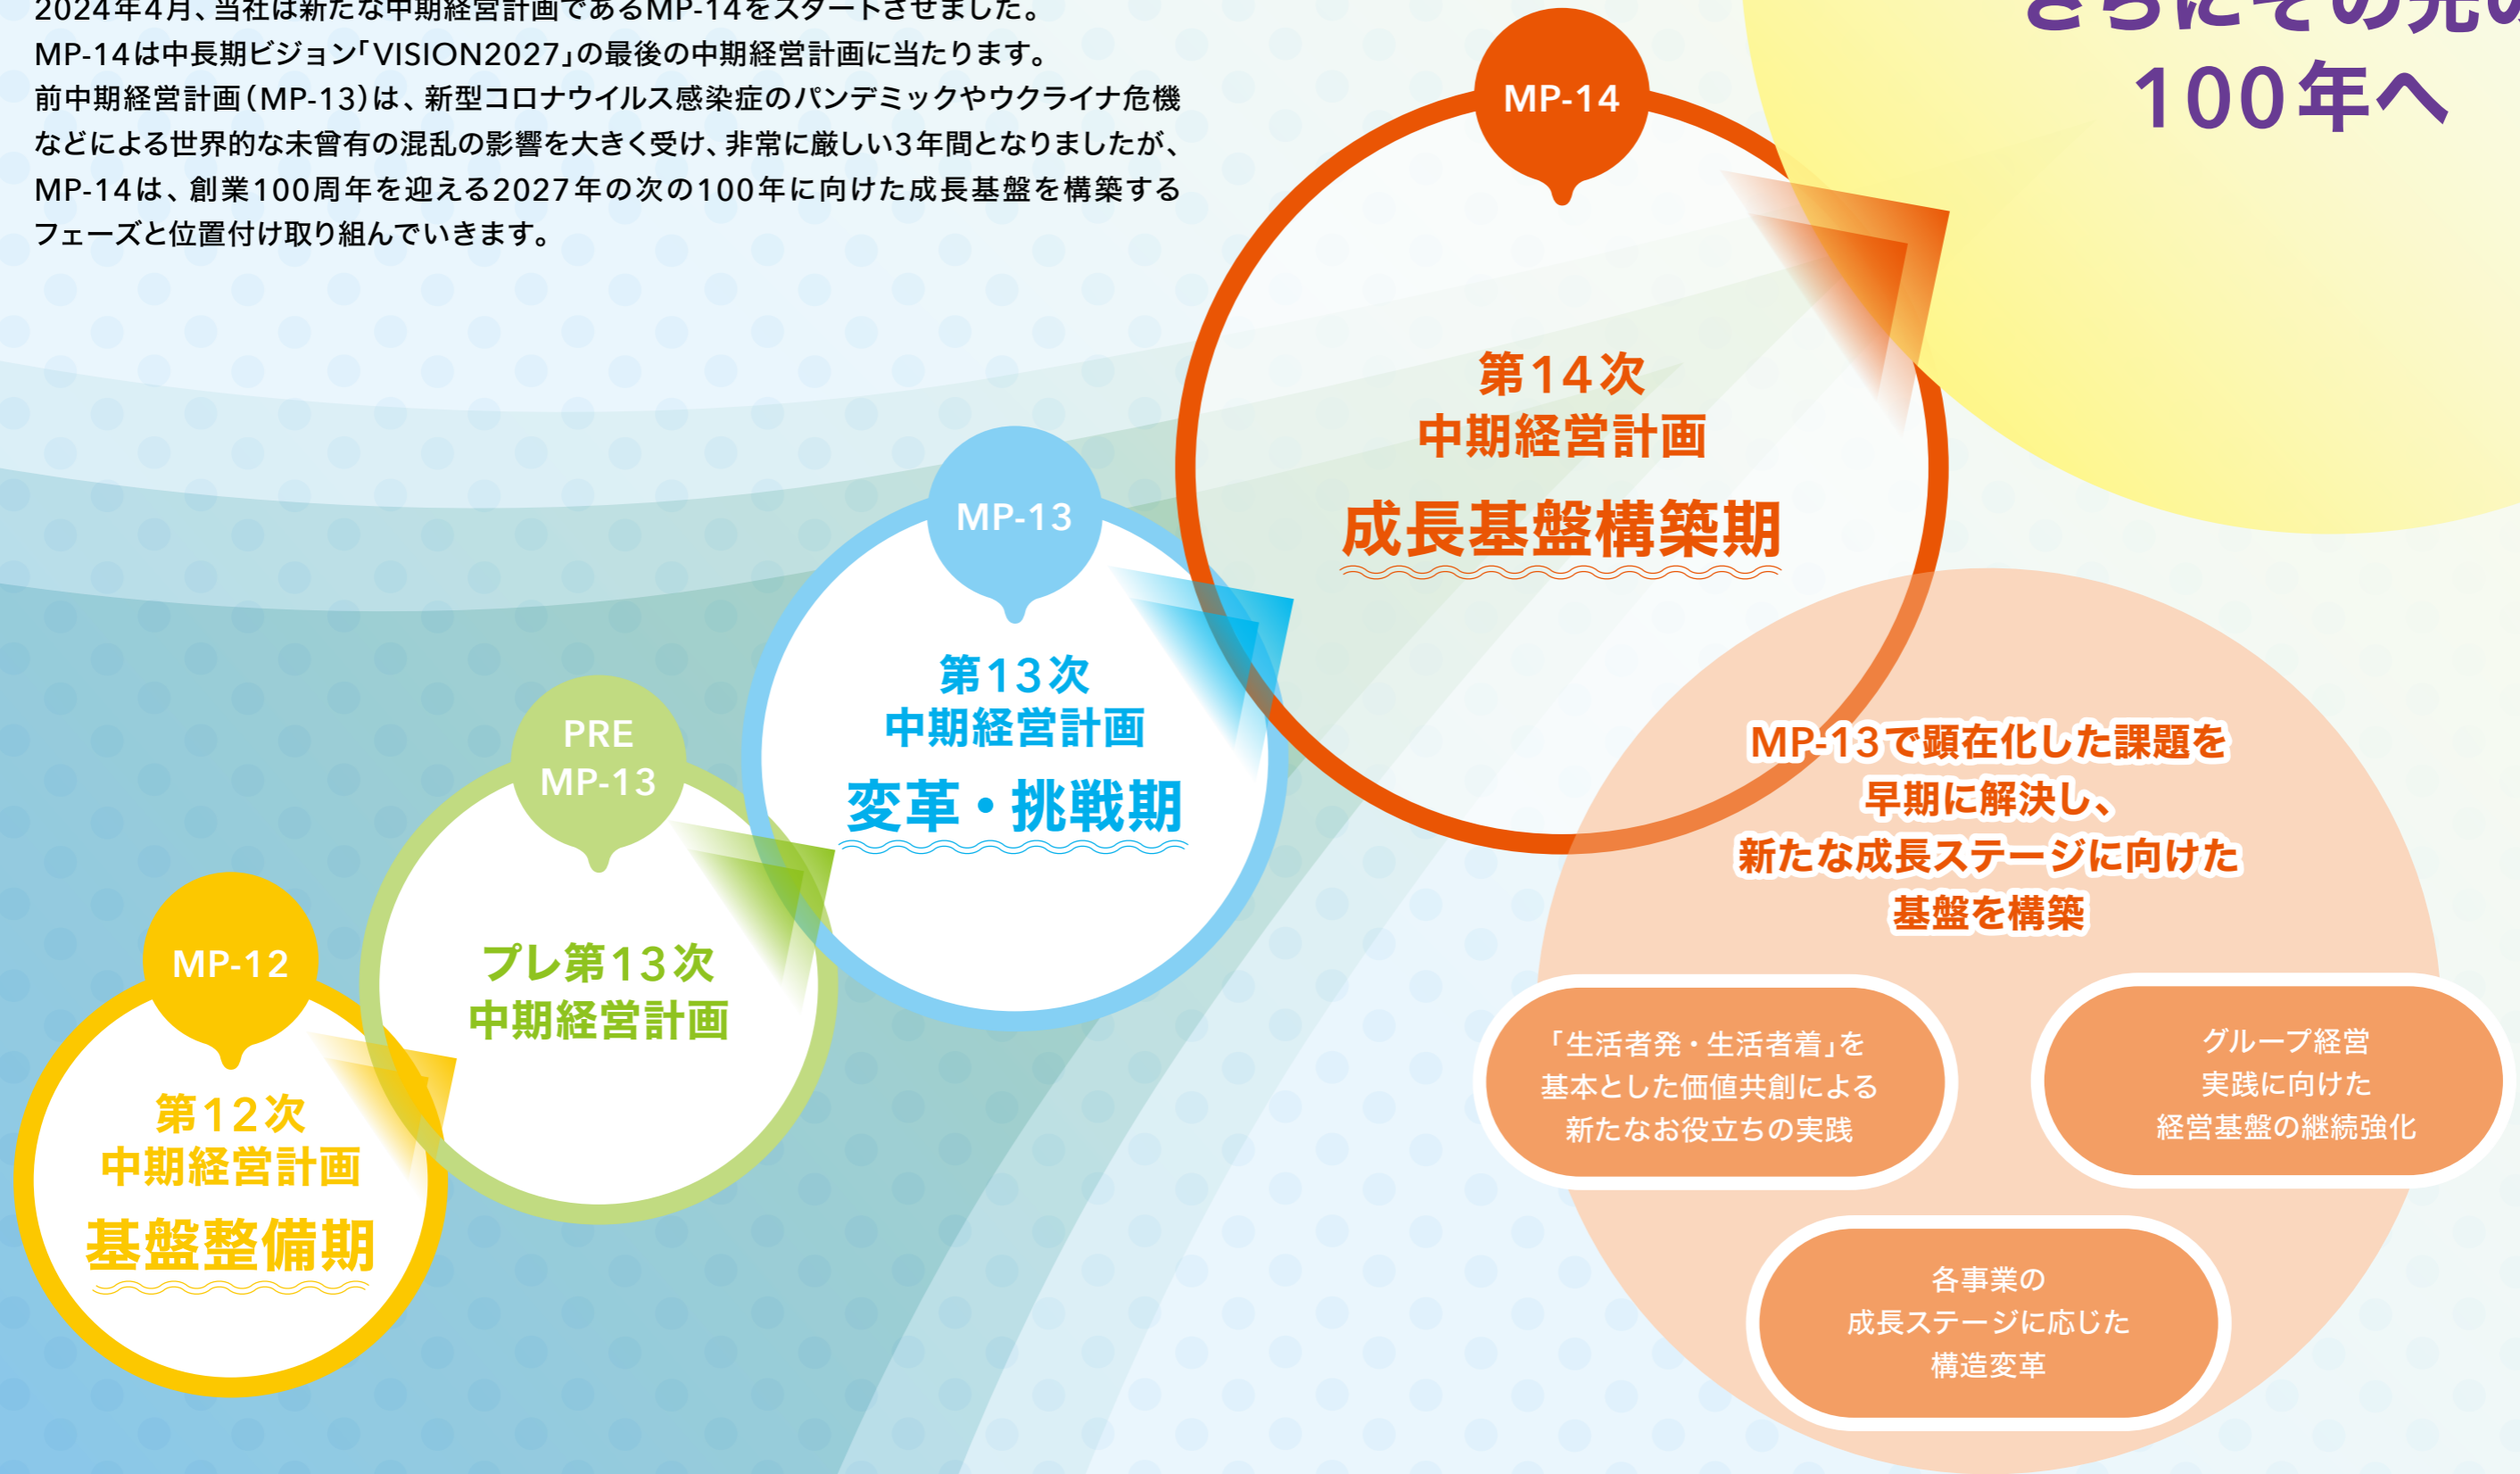 2024年4月、当社は新たな中期経営計画であるMP-14をスタートさせました。
MP-14は中長期ビジョン「VISION2027」の最後の中期経営計画に当たります。
前中期経営計画(MP-13)は、新型コロナウイルス感染症のパンデミックやウクライナ危機
などによる世界的な未曾有の混乱の影響を大きく受け、非常に厳しい3年間となりましたが、
MP-14は、創業100周年を迎える2027年の次の100年に向けた成長基盤を構築する
フェーズと位置付け取り組んでいきます。
さらにその先の
100年へ
MP-14
第14次
中期経営計画
成長基盤構築期
MP-13
第13次
中期経営計画
変革・挑戦期
PRE
MP-13
プレ第13次
中期経営計画
MP-12
第12次
中期経営計画
基盤整備期
MP-13で顕在化した課題を
早期に解決し、
新たな成長ステージに向けた
基盤を構築
「生活者発・生活者着」を
基本とした価値共創による
新たなお役立ちの実践
グループ経営
実践に向けた
経営基盤の継続強化
各事業の
成長ステージに応じた
構造変革